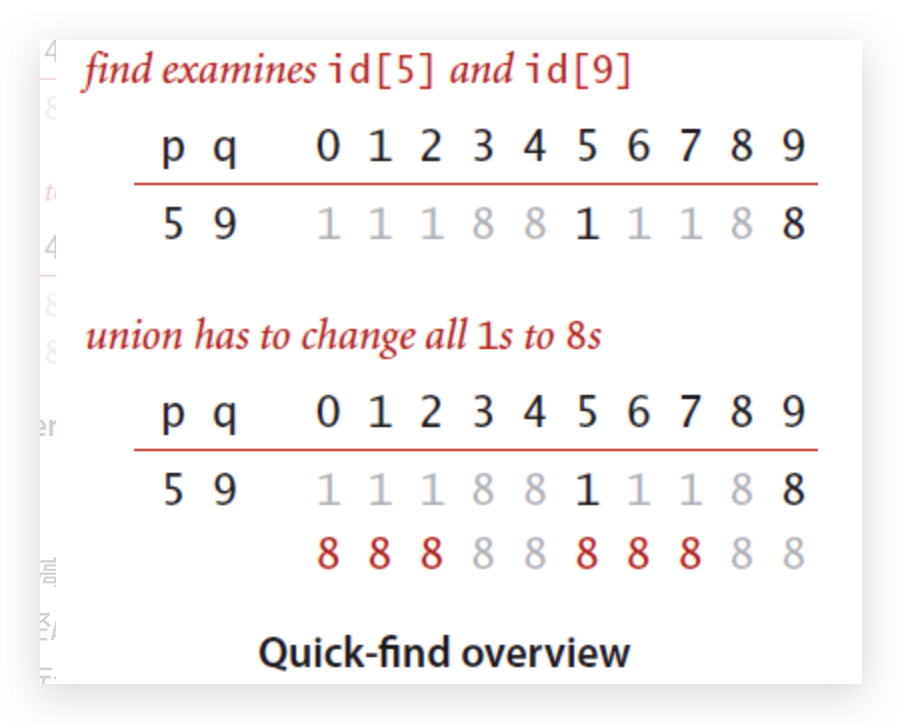 find examines id[5] and id[9]
p q 0 1 2 3 4 5 6 7 8 9
5 9 1 1 1 8 8 1 1 1 8 8
union has to change all 1s to 8s
p q 0 1 2 3 4 5 6 7 8 9
5 9 1 1 1 8 8 1 1 1 8 8
8 8 8 8 8 8 8 8 8 8
Quick-find overview